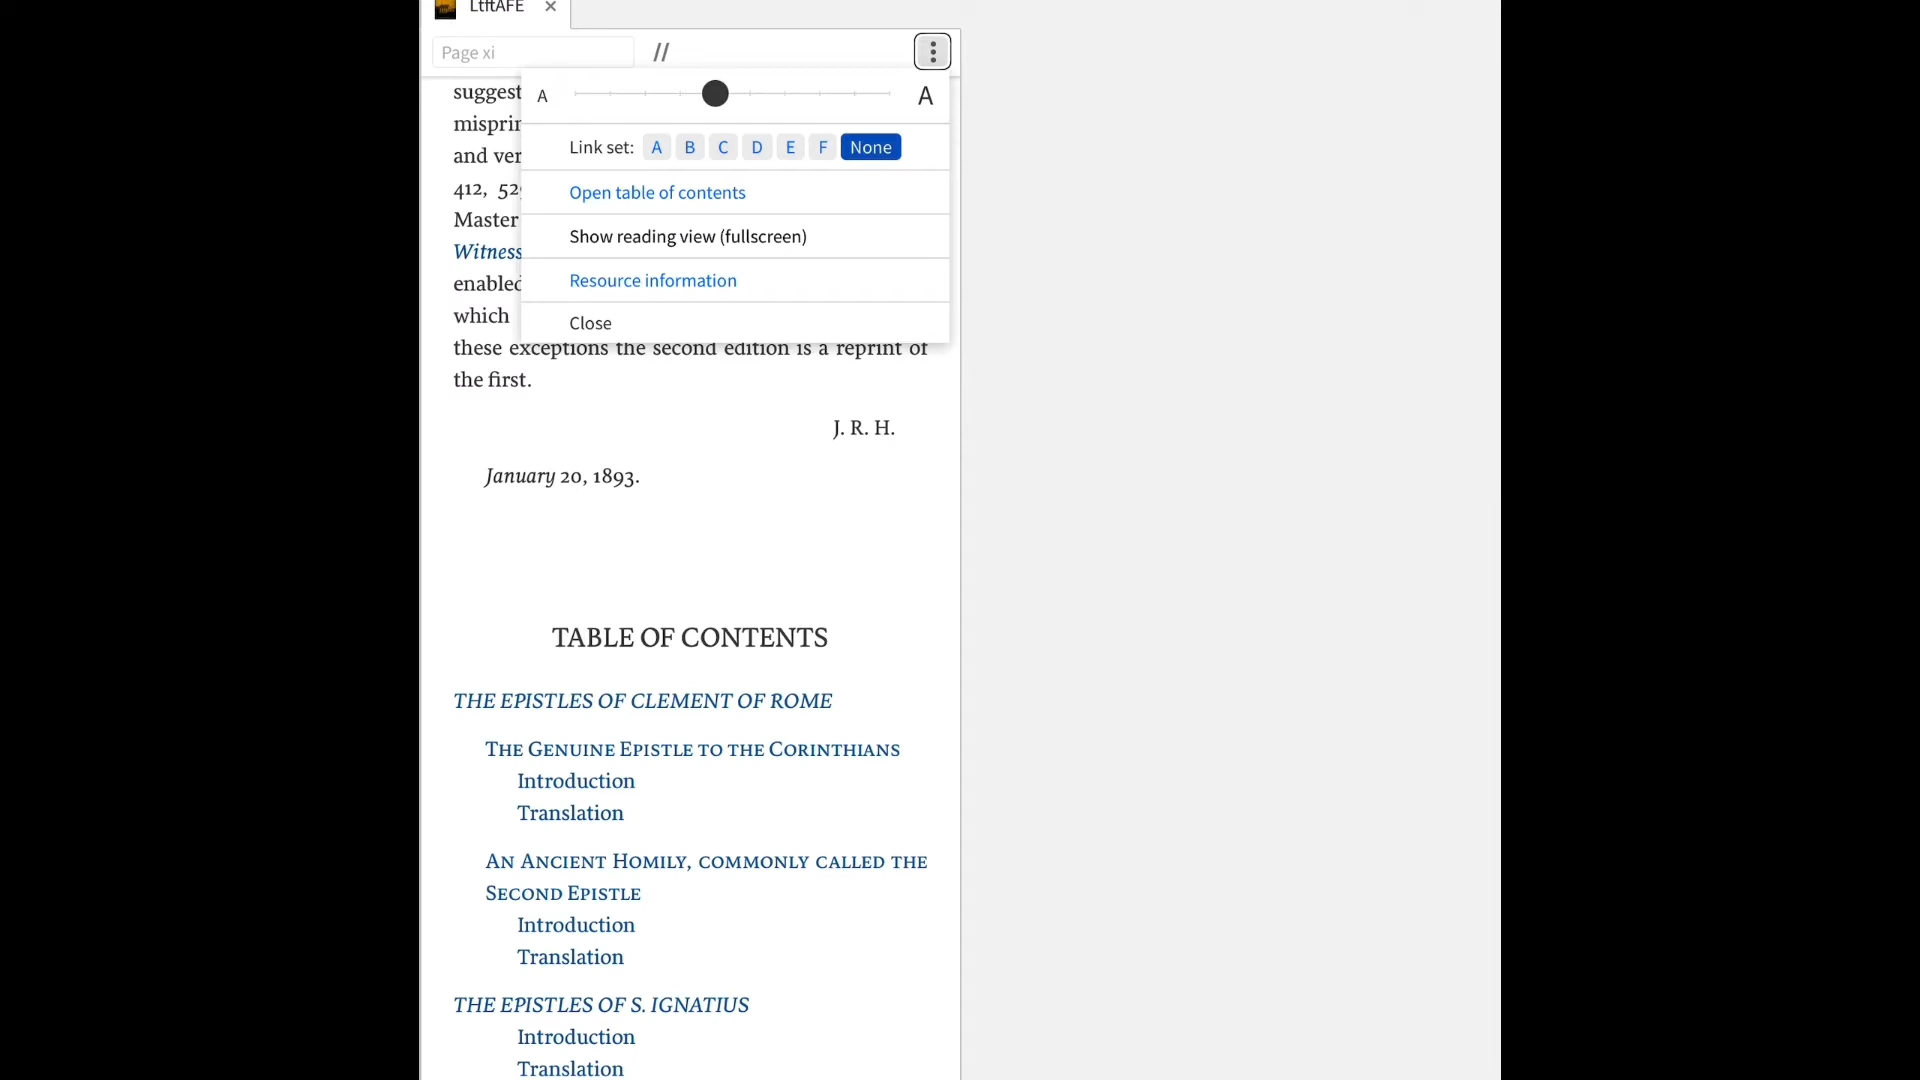 LtftAFE
Page xi
A A
Link set: A B C D E F None
Open table of contents
Show reading view (fullscreen)
Resource information
Close
suggest
and ver
412,
Master
Witness
enabled
which
these exceptions the second edition is a reprint of
the first.
J. R. H.
January 20, 1893.
TABLE OF CONTENTS
THE EPISTLES OF CLEMENT OF ROME
THE GENUINE EPISTLE TO THE CORINTHIANS
Introduction
Translation
AN ANCIENT HOMILY, COMMONLY CALLED THE
SECOND EPISTLE
Introduction
Translation
THE EPISTLES OF S. IGNATIUS
Introduction
Translation